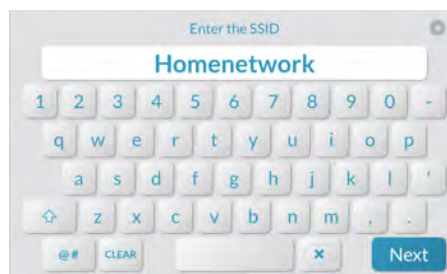 Enter the SSID
Homenetwork
1 2 3 4 5 6 7 8 9 0 -
q w e r t y u i o p
a s d f g h j k l '
z x c v b n m , .
@# CLEAR × Next